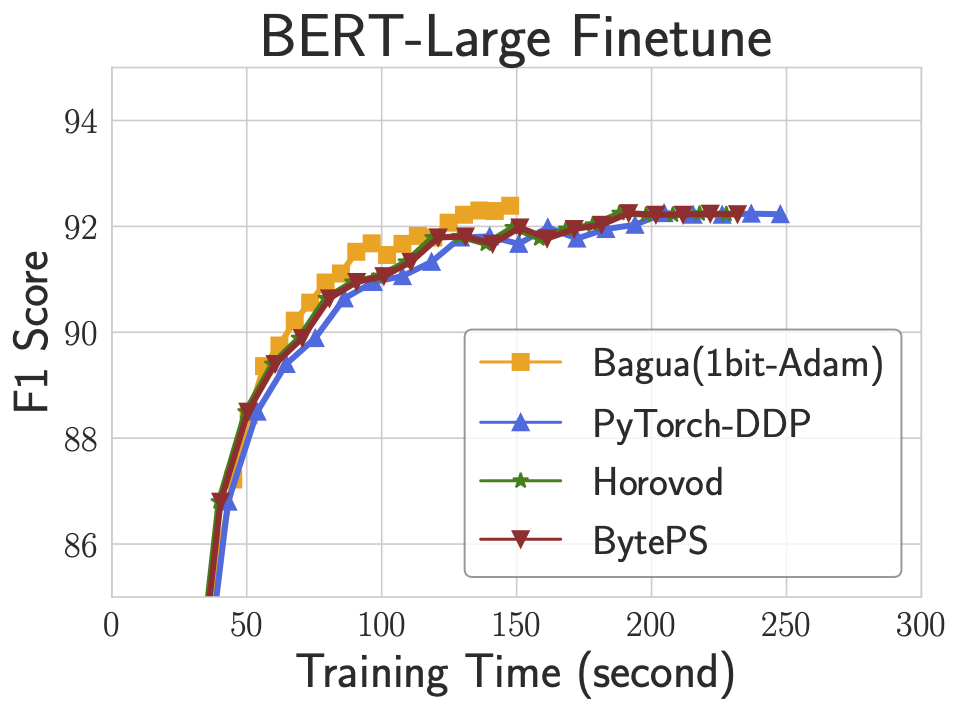 BERT-Large Finetune
F1 Score
94
92
90
88
86
Bagua(1bit-Adam)
PyTorch-DDP
Horovod
BytePS
0 50 100 150 200 250 300
Training Time (second)